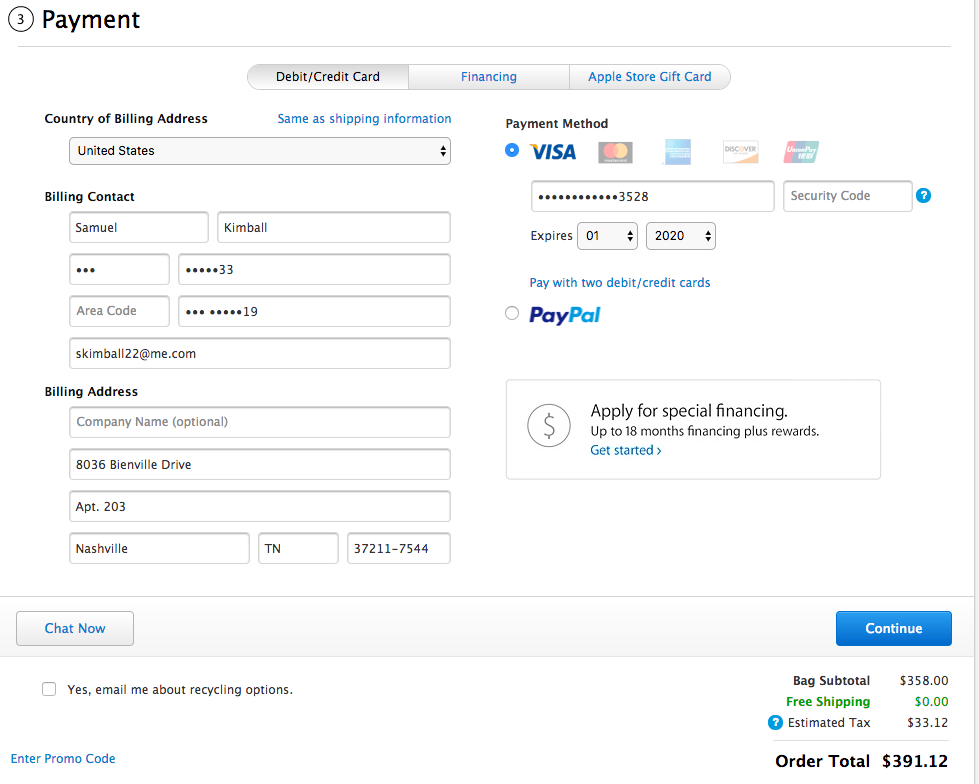 3 Payment
Debit/Credit Card Financing Apple Store Gift Card
Country of Billing Address Same as shipping information
United States
Billing Contact
Samuel Kimball
••• •••••33
Area Code ••• •••••19
skimball22@me.com
Billing Address
Company Name (optional)
8036 Bienville Drive
Apt. 203
Nashville TN 37211-7544
Payment Method
VISA MasterCard DISCOVER UnionPay 银联
••••••••••••3528 Security Code ?
Expires 01 2020
Pay with two debit/credit cards
PayPal
$ Apply for special financing.
Up to 18 months financing plus rewards.
Get started ›
Chat Now Continue
Yes, email me about recycling options.
Bag Subtotal $358.00
Free Shipping $0.00
? Estimated Tax $33.12
Enter Promo Code
Order Total $391.12